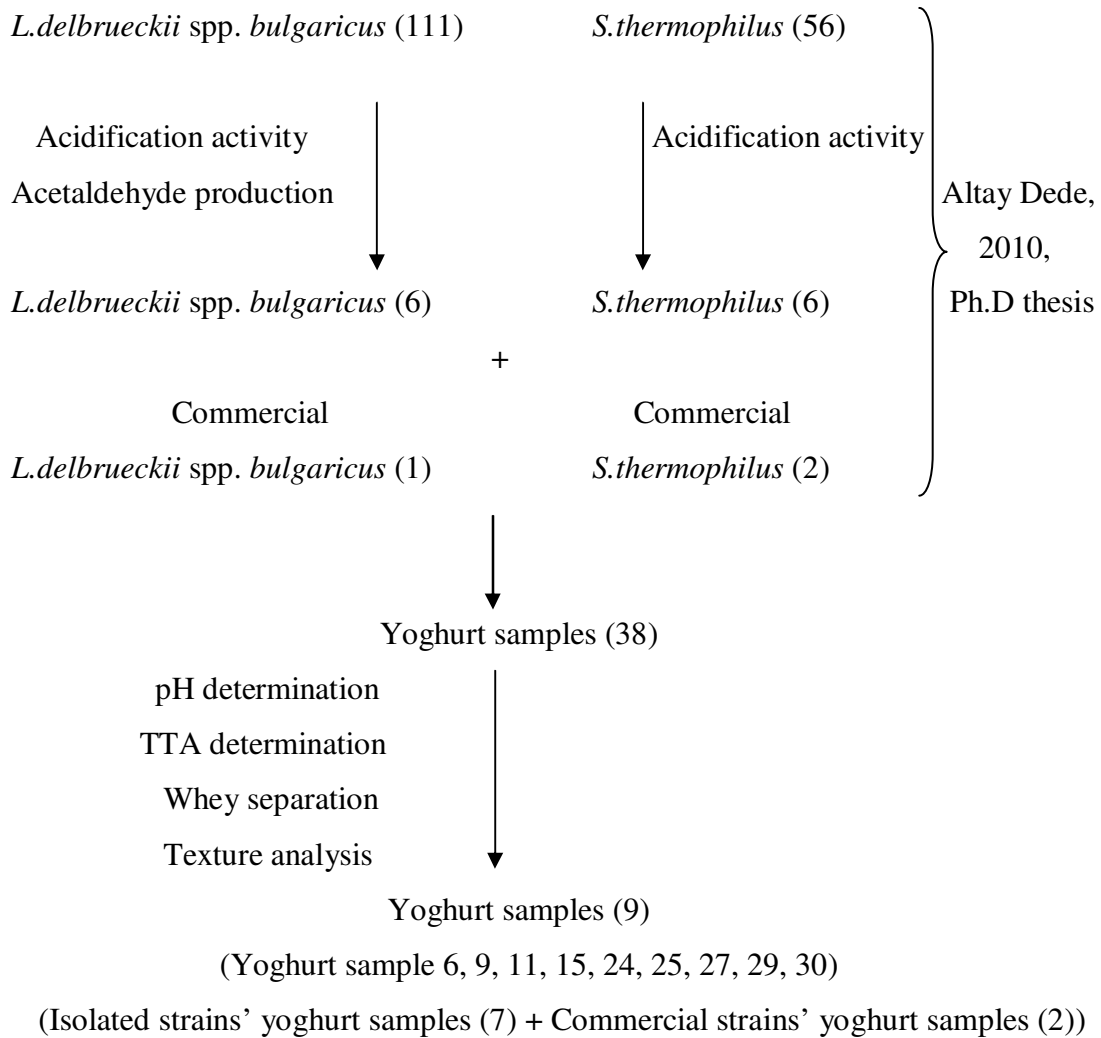 L.delbrueckii spp. bulgaricus (111)
S.thermophilus (56)
Acidification activity
Acetaldehyde production
Acidification activity
Altay Dede,
2010,
Ph.D thesis
L.delbrueckii spp. bulgaricus (6)
S.thermophilus (6)
+
Commercial
L.delbrueckii spp. bulgaricus (1)
Commercial
S.thermophilus (2)
Yoghurt samples (38)
pH determination
TTA determination
Whey separation
Texture analysis
Yoghurt samples (9)
(Yoghurt sample 6, 9, 11, 15, 24, 25, 27, 29, 30)
(Isolated strains’ yoghurt samples (7) + Commercial strains’ yoghurt samples (2))